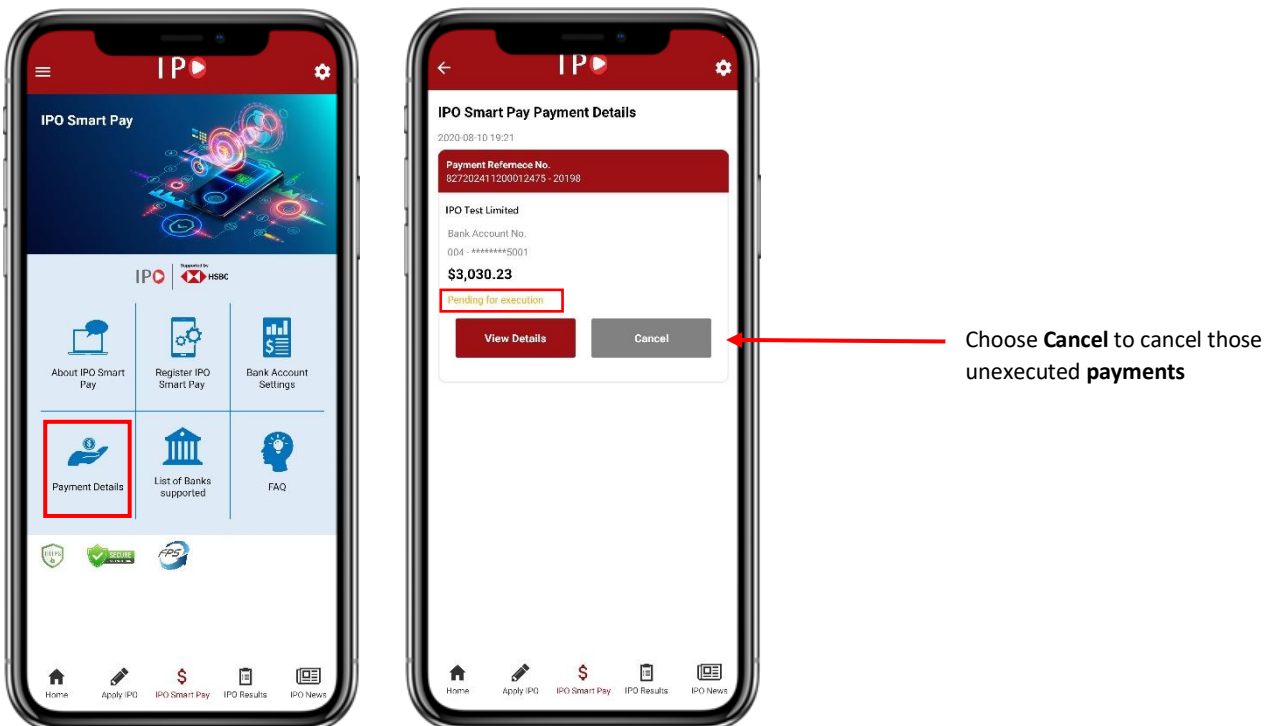 IPO
IPO Smart Pay
IPO
Supported by
HSBC
About IPO Smart
Pay
Register IPO
Smart Pay
Bank Account
Settings
Payment Details
List of Banks
supported
FAQ
SECURE
FPS
Home
Apply IPO
IPO Smart Pay
IPO Results
IPO News
IPO
IPO Smart Pay Payment Details
2020-08-10 19:21
Payment Refernece No.
827202411200012475 - 20198
IPO Test Limited
Bank Account No.
004 - ********5001
$3,030.23
Pending for execution
View Details
Cancel
Home
Apply IPO
IPO Smart Pay
IPO Results
IPO News
Choose Cancel to cancel those
unexecuted payments